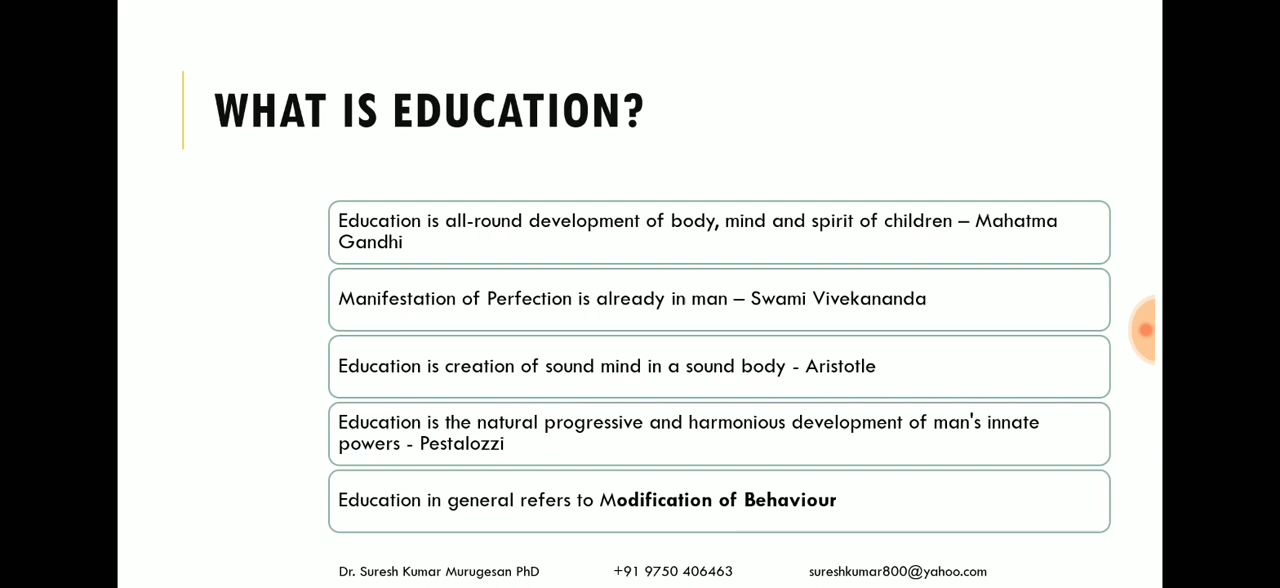 WHAT IS EDUCATION?
Education is all-round development of body, mind and spirit of children – Mahatma
Gandhi
Manifestation of Perfection is already in man – Swami Vivekananda
Education is creation of sound mind in a sound body - Aristotle
Education is the natural progressive and harmonious development of man's innate
powers - Pestalozzi
Education in general refers to Modification of Behaviour
Dr. Suresh Kumar Murugesan PhD +91 9750 406463 sureshkumar800@yahoo.com